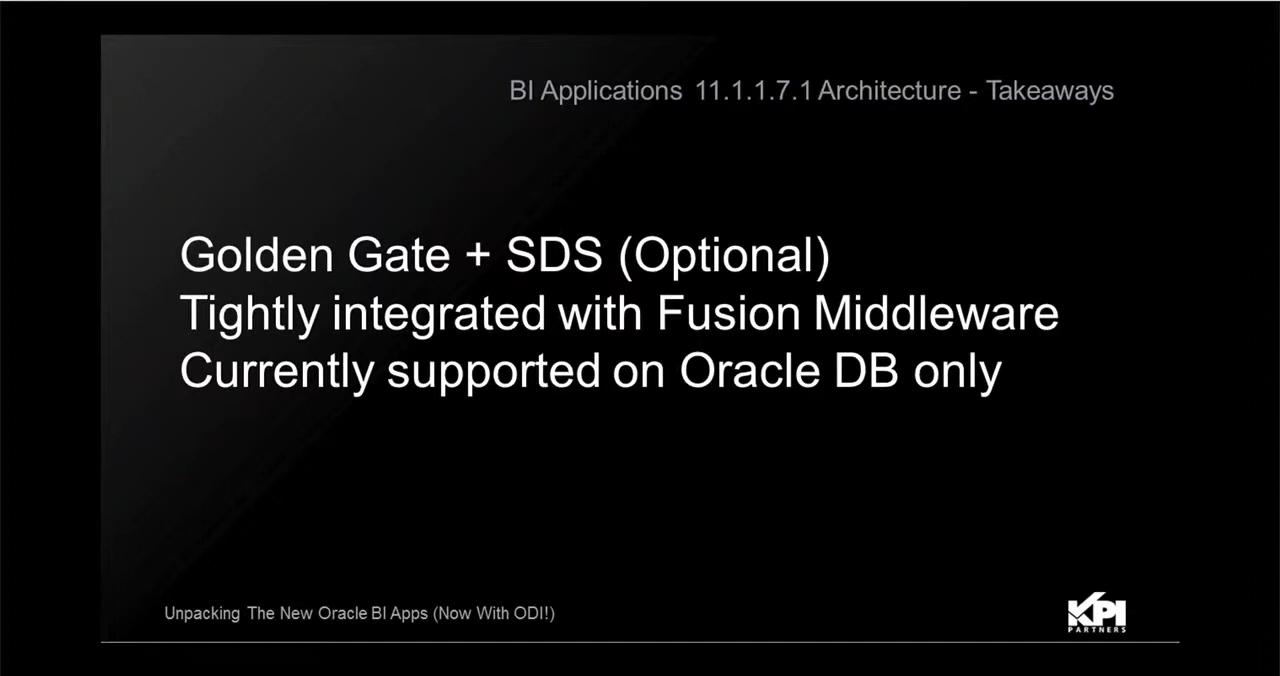 BI Applications 11.1.1.7.1 Architecture - Takeaways
Golden Gate + SDS (Optional)
Tightly integrated with Fusion Middleware
Currently supported on Oracle DB only
Unpacking The New Oracle BI Apps (Now With ODI!)
KPI
PARTNERS